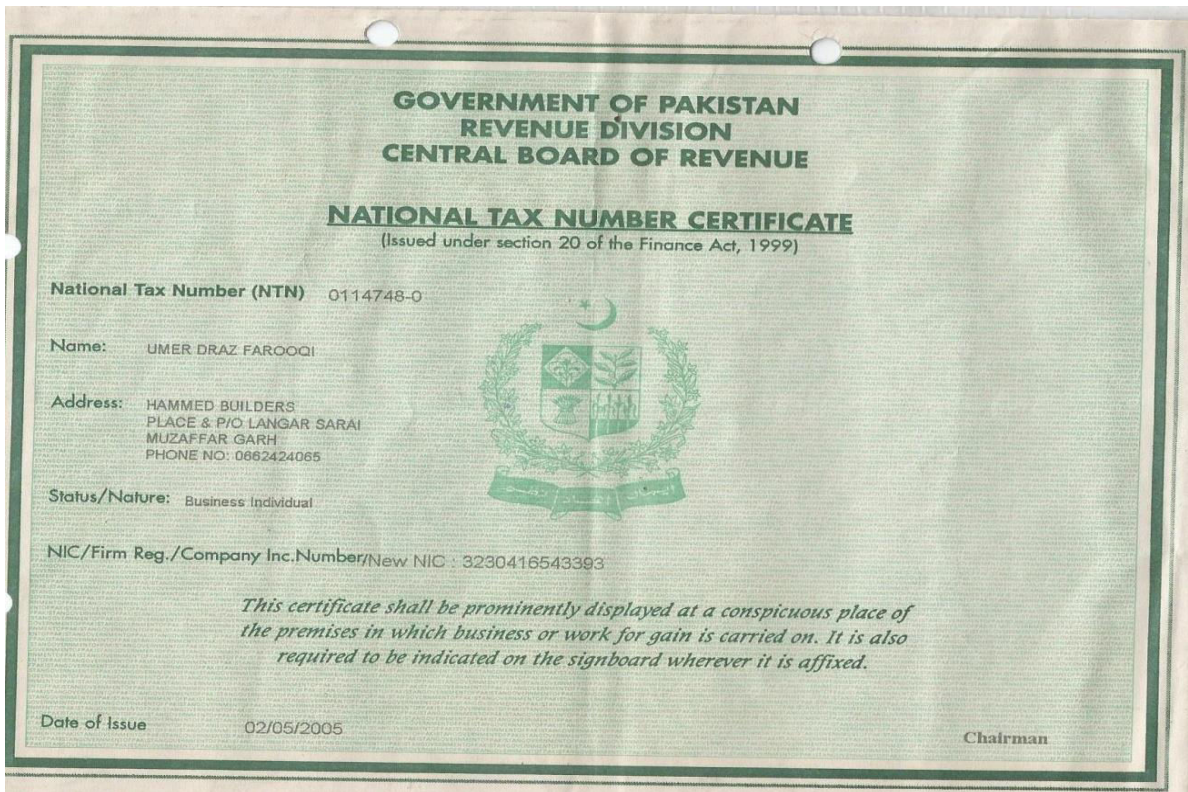 GOVERNMENT OF PAKISTAN
REVENUE DIVISION
CENTRAL BOARD OF REVENUE
NATIONAL TAX NUMBER CERTIFICATE
(Issued under section 20 of the Finance Act, 1999)
National Tax Number (NTN) 0114748-0
Name: UMER DRAZ FAROOQI
Address: HAMMED BUILDERS
PLACE & P/O LANGAR SARAI
MUZAFFAR GARH
PHONE NO: 0662424065
Status/Nature: Business Individual
NIC/Firm Reg./Company Inc.Number/New NIC : 3230416543393
This certificate shall be prominently displayed at a conspicuous place of
the premises in which business or work for gain is carried on. It is also
required to be indicated on the signboard wherever it is affixed.
Date of Issue 02/05/2005
Chairman